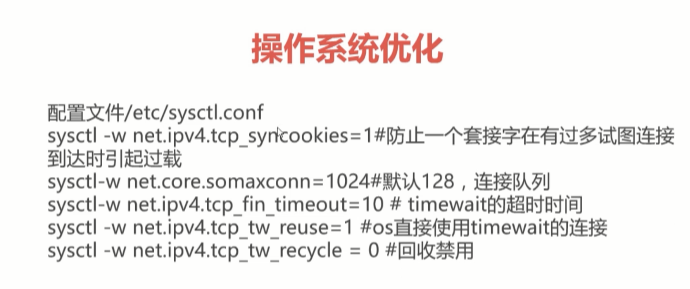 操作系统优化
配置文件/etc/sysctl.conf
sysctl -w net.ipv4.tcp_syncookies=1#防止一个套接字在有过多试图连接
到达时引起过载
sysctl-w net.core.somaxconn=1024#默认128，连接队列
sysctl-w net.ipv4.tcp_fin_timeout=10 # timewait的超时时间
sysctl -w net.ipv4.tcp_tw_reuse=1 #os直接使用timewait的连接
sysctl -w net.ipv4.tcp_tw_recycle = 0 #回收禁用